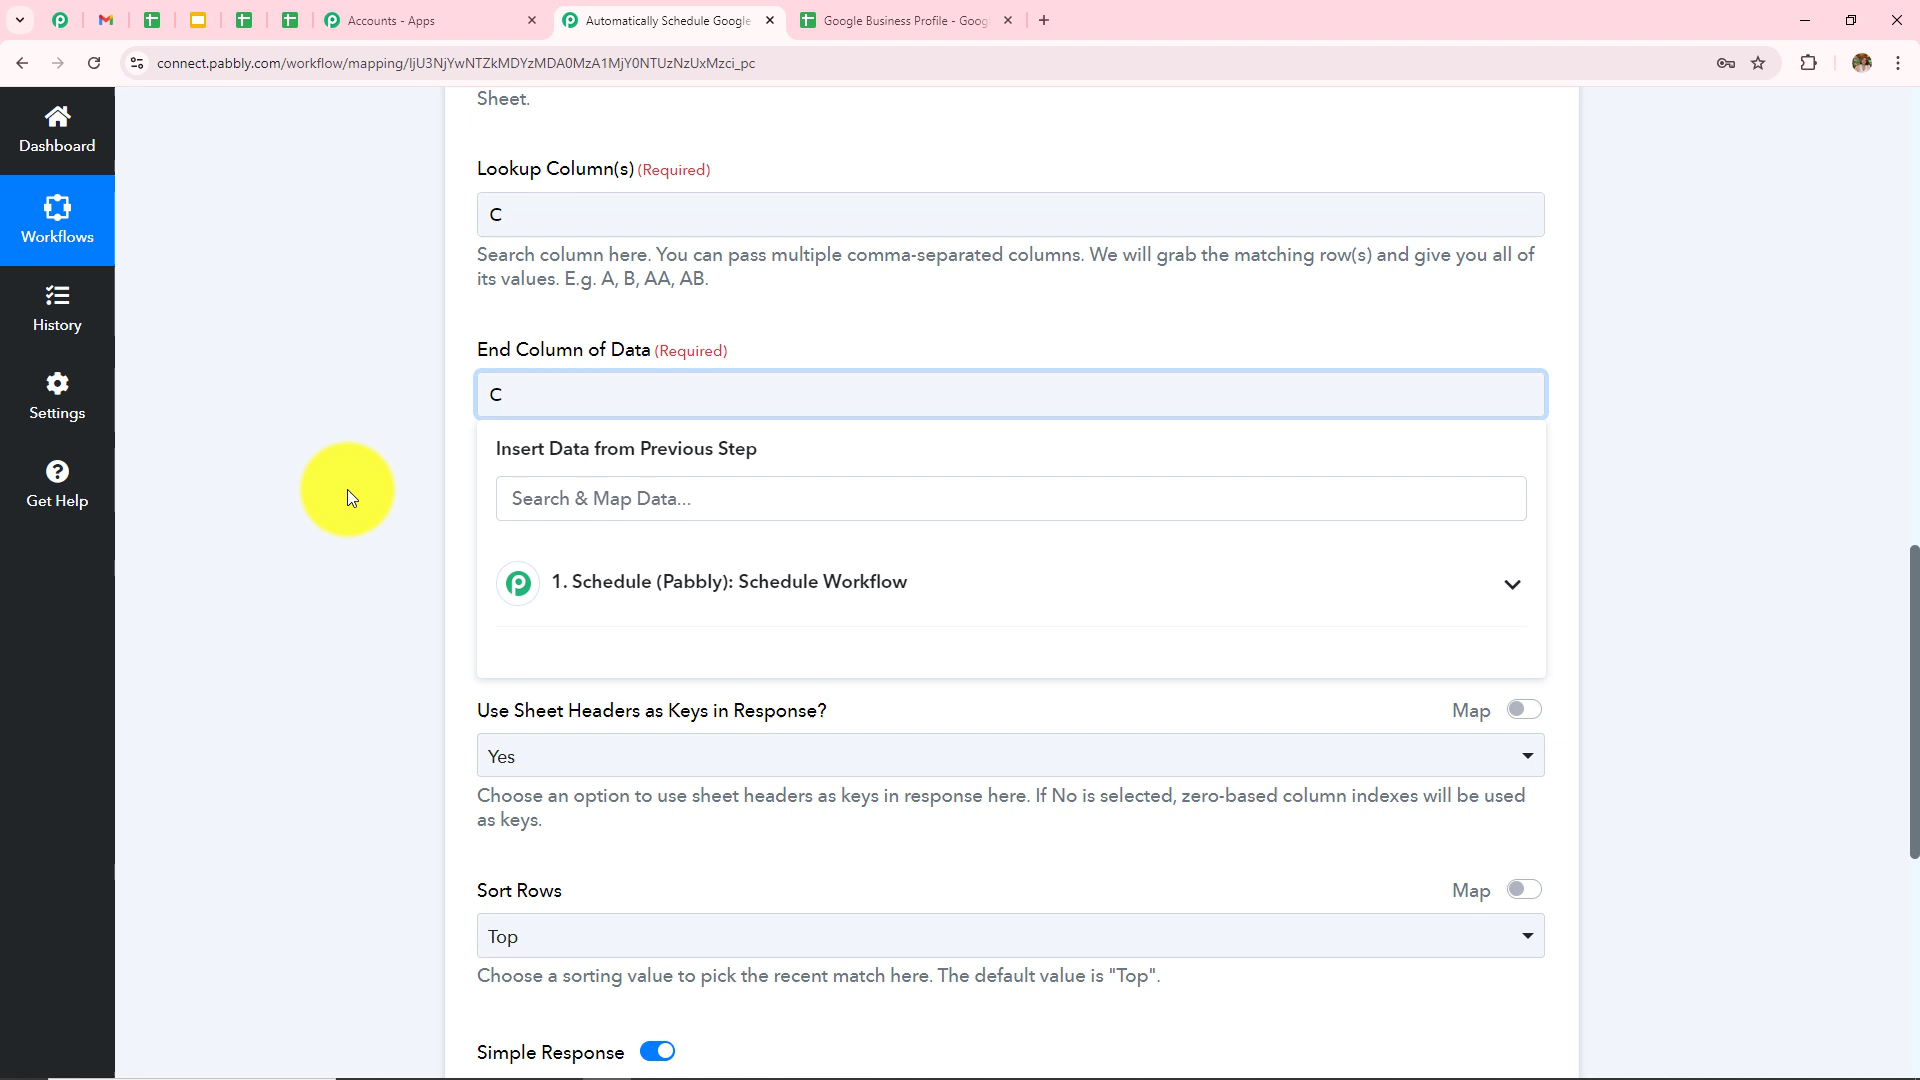 Accounts - Apps
Automatically Schedule Google
Google Business Profile - Goog
connect.pabbly.com/workflow/mapping/IjU3NjYwNTZkMDYzMDA0MzA1MjY0NTUzNzUxMzci_pc
Dashboard
Workflows
History
Settings
Get Help
Sheet.
Lookup Column(s) (Required)
C
Search column here. You can pass multiple comma-separated columns. We will grab the matching row(s) and give you all of
its values. E.g. A, B, AA, AB.
End Column of Data (Required)
C
Insert Data from Previous Step
Search & Map Data...
1. Schedule (Pabbly): Schedule Workflow
Use Sheet Headers as Keys in Response?
Map
Yes
Choose an option to use sheet headers as keys in response here. If No is selected, zero-based column indexes will be used
as keys.
Sort Rows
Map
Top
Choose a sorting value to pick the recent match here. The default value is "Top".
Simple Response